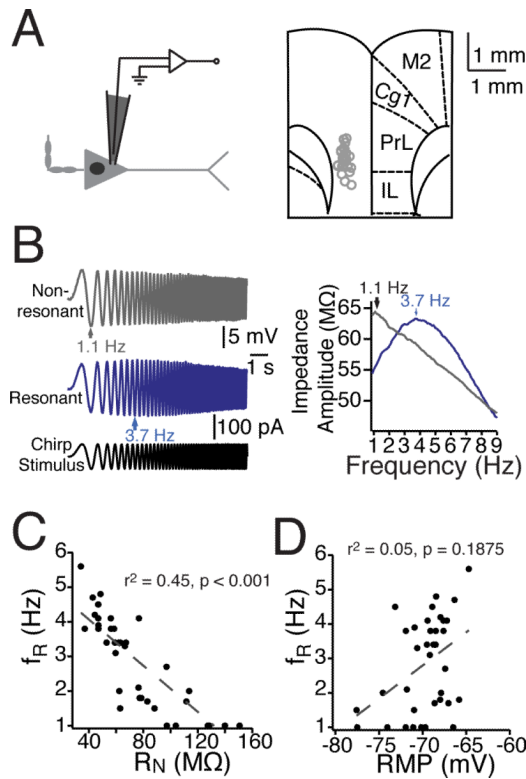 A
M2
Cg1
PrL
IL
1 mm
1 mm
B
Non-
resonant
1.1 Hz
5 mV
1 s
Resonant
3.7 Hz
100 pA
Chirp
Stimulus
1.1 Hz
3.7 Hz
Impedance
Amplitude (MΩ)
65
60
55
50
1 2 3 4 5 6 7 8 9
Frequency (Hz)
C
r² = 0.45, p < 0.001
fR (Hz)
6
5
4
3
2
1
40 80 120 160
RN (MΩ)
D
r² = 0.05, p = 0.1875
fR (Hz)
6
5
4
3
2
1
-80 -75 -70 -65 -60
RMP (mV)